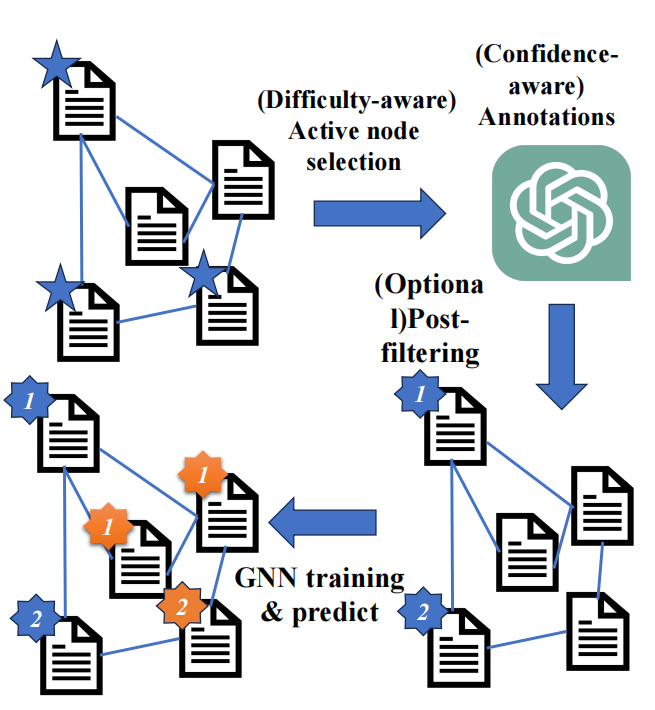 (Confidence-
aware)
Annotations
(Difficulty-aware)
Active node
selection
(Optiona
l)Post-
filtering
1
1
1
1
2
2
2
GNN training
& predict